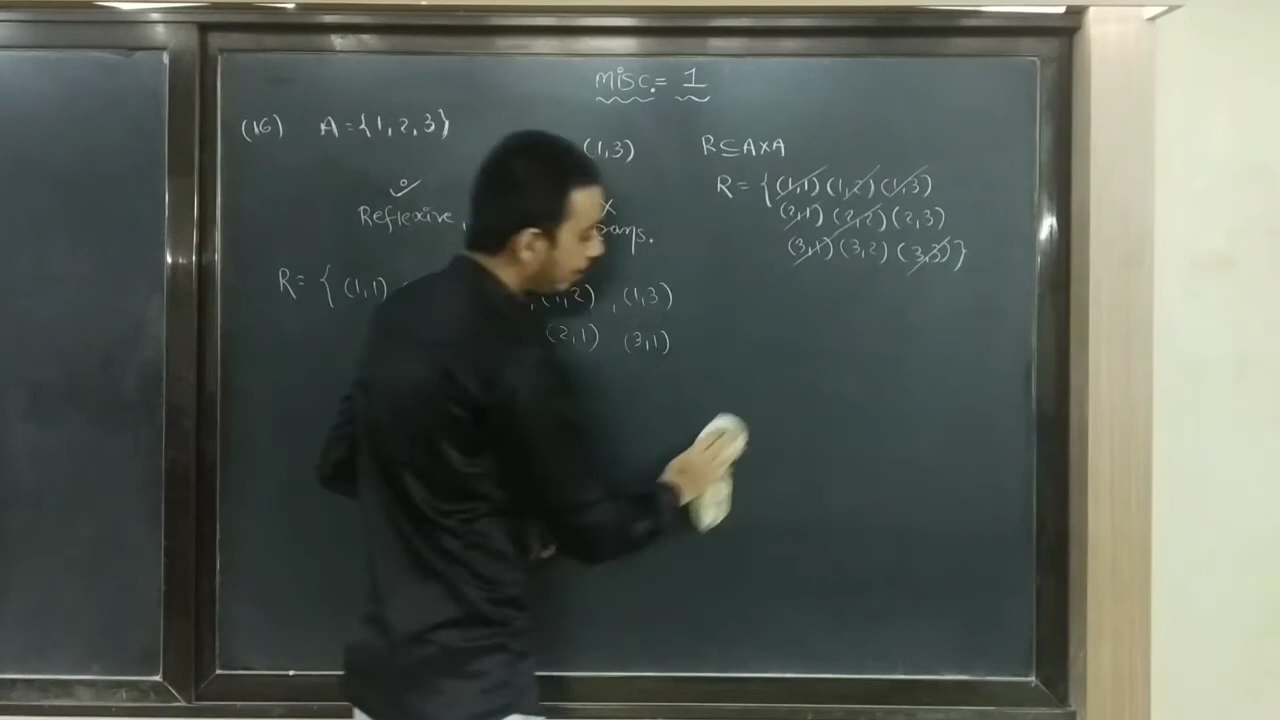 MISC. = 1
(16) A = {1, 2, 3}
(1,3)
Reflexive,
R = { (1,1) , (1,2) , (1,3)
(2,1) (3,1)
R ⊆ A × A
R = { (1,1) (1,2) (1,3)
(2,1) (2,2) (2,3)
(3,1) (3,2) (3,3) }